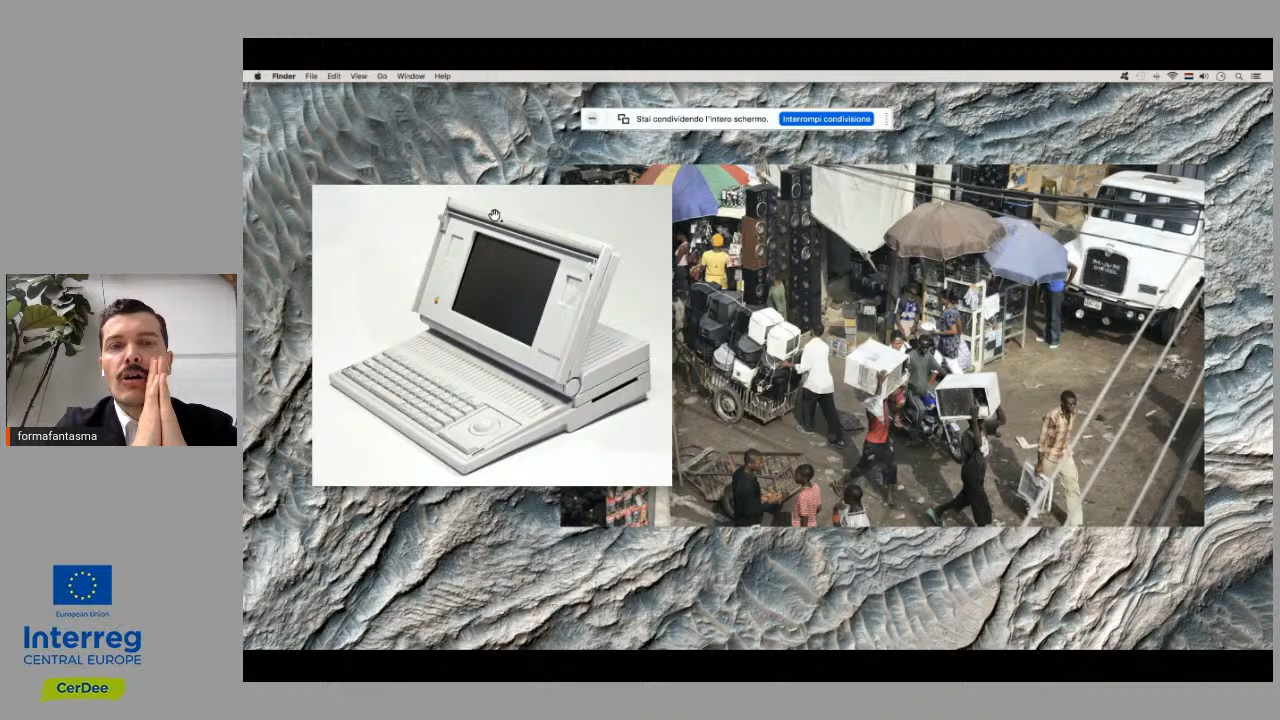 Finder File Edit View Go Window Help
Stai condividendo l'intero schermo. Interrompi condivisione
formafantasma
European Union
Interreg
CENTRAL EUROPE
CerDee